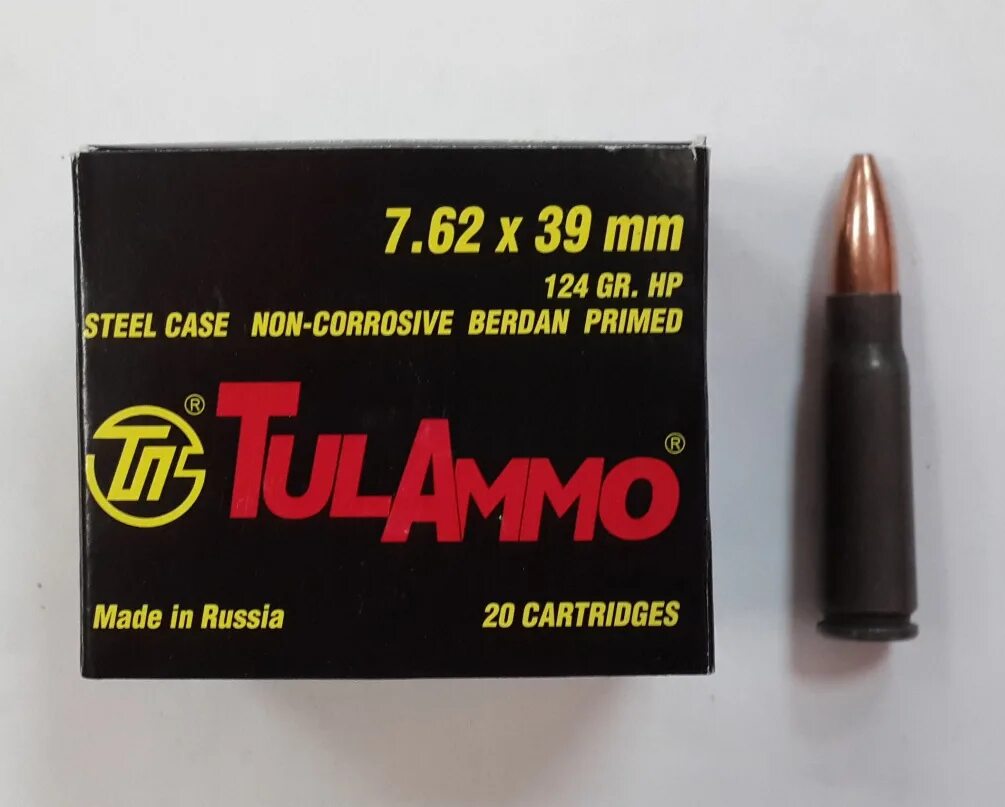 7.62 x 39 mm
124 GR. HP
STEEL CASE NON-CORROSIVE BERDAN PRIMED
® TULAMMO ®
Made in Russia 20 CARTRIDGES